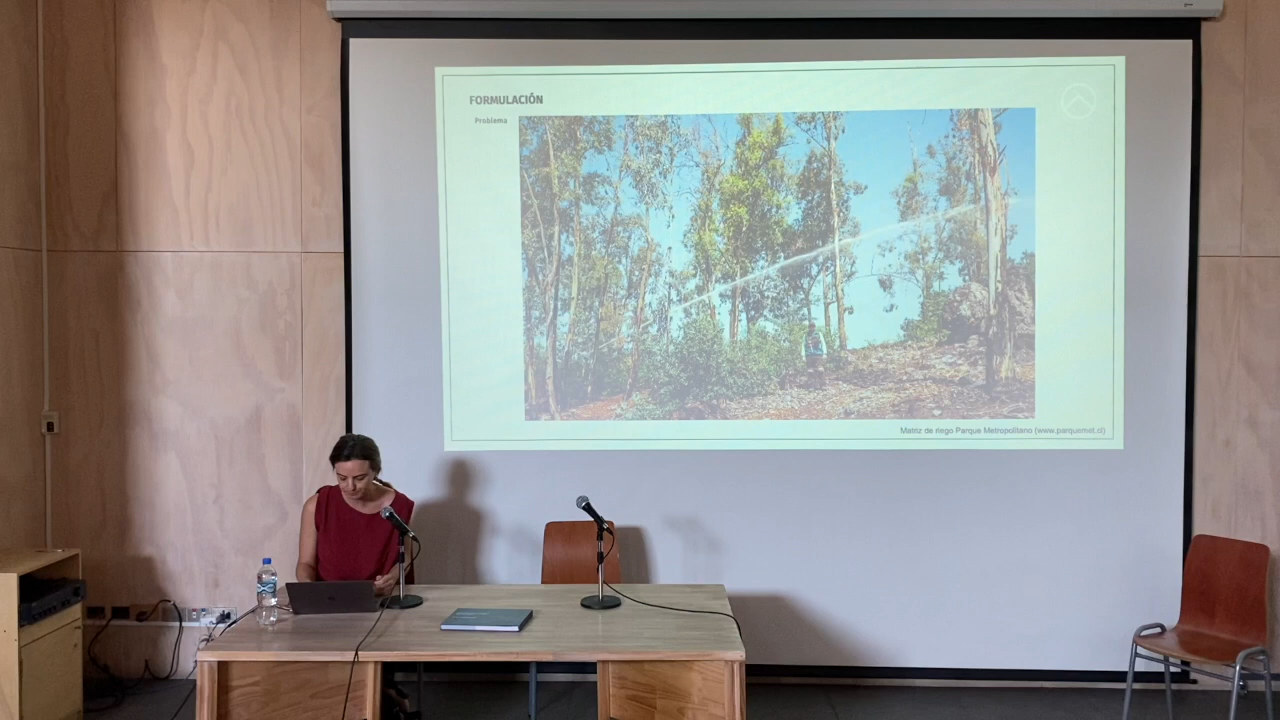 FORMULACIÓN
Problema
Matriz de riego Parque Metropolitano (www.parquemet.cl)